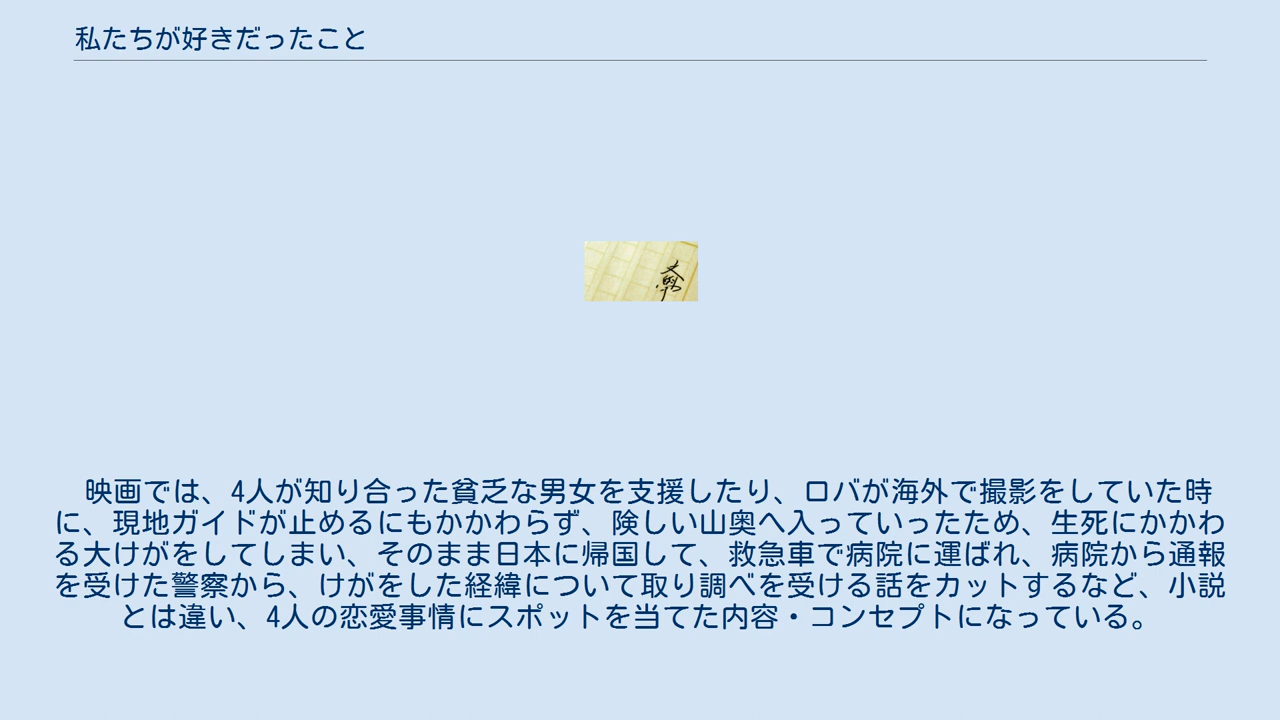 私たちが好きだったこと
映画では、4人が知り合った貧乏な男女を支援したり、ロバが海外で撮影をしていた時
に、現地ガイドが止めるにもかかわらず、険しい山奥へ入っていったため、生死にかかわ
る大けがをしてしまい、そのまま日本に帰国して、救急車で病院に運ばれ、病院から通報
を受けた警察から、けがをした経緯について取り調べを受ける話をカットするなど、小説
とは違い、4人の恋愛事情にスポットを当てた内容・コンセプトになっている。